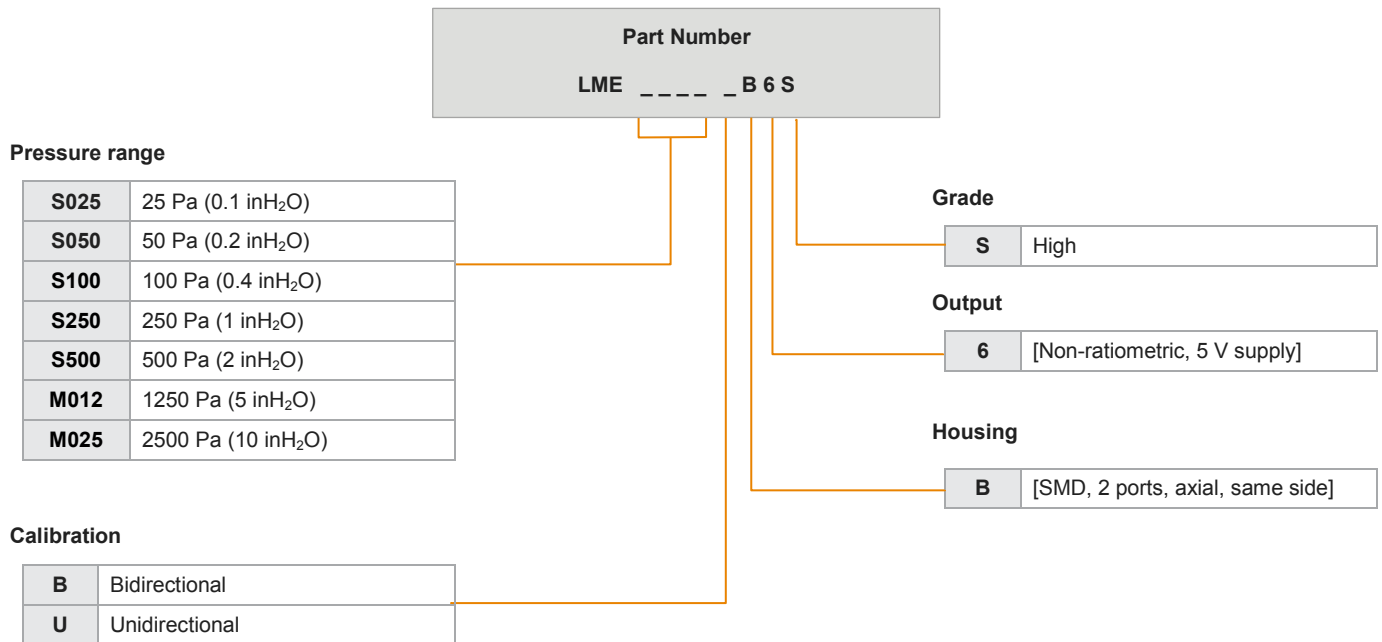 Part Number
LME _ _ _ _ _ B 6 S
Pressure range
S025 25 Pa (0.1 inH₂O)
S050 50 Pa (0.2 inH₂O)
S100 100 Pa (0.4 inH₂O)
S250 250 Pa (1 inH₂O)
S500 500 Pa (2 inH₂O)
M012 1250 Pa (5 inH₂O)
M025 2500 Pa (10 inH₂O)
Calibration
B Bidirectional
U Unidirectional
Grade
S High
Output
6 [Non-ratiometric, 5 V supply]
Housing
B [SMD, 2 ports, axial, same side]